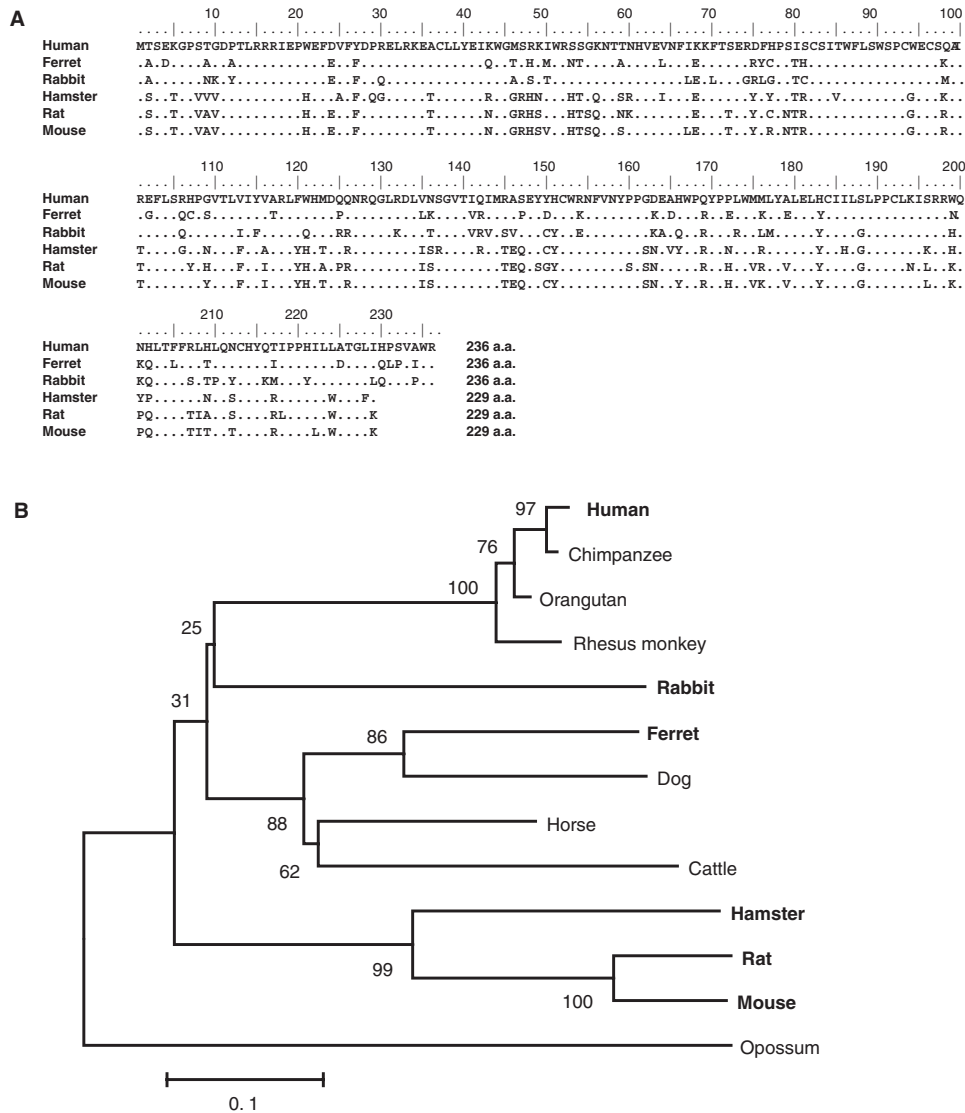 A
10 20 30 40 50 60 70 80 90 100
Human MTSEKGPSTGDPTLRRRIEPWEFDVFYDPRELRKEACLLYEIKWGMSRKIWRSSGKNTTNHVEVNFIKKFTSERDFHPSISCSITWFLSWSPCWECSQAI
Ferret .A.D....A..A...........E..F...............Q..T.H.M..NT....A....L...E......YC..TH................K..
Rabbit .A......NK.Y...........E..F..Q...............A.S.T................LE.L....GRLG.TC................M..
Hamster .S..T..VVV.........H...A.F.QG.....T......R..GRHN...HT.Q..SR...I...E......Y.Y..TR....S........G...K..
Rat .S..T..VAV.........H..E..F........T......N..GRHS...HTSQ..NK.......E...T..Y.C.NTR.............G...R..
Mouse .S..T..VAV.........H..E..F........T......N..GRHSV..HTSQ..S.......LE...T..Y.R.NTR.............G...R..
110 120 130 140 150 160 170 180 190 200
Human REFLSRHPGVTLVIYVARLFWHMDQQNRQGLRDLVNSGVTIQIMRASEYYHCWRNFVNYPPGDEAHWPQYPPLWMMLYALELHCIILSLPPCLKISRRWQ
Ferret .G...QC.S.......T.......P.........LK.....VR....P..D...K........K.D...R..E...K..A...C................N.
Rabbit .....Q......I.F.....Q...RR.....K...T....VRV.SV...CY..E...........KA.Q...R...R..LM.....Y....G..........H.
Hamster T....G..N...F..A...YH..T..R........ISR....R..TEQ..CY..........SN.VY...R..H...K..V...Y...H.G.......K..H.
Rat T.....Y.H...F..I...YH.A.PR........IS.........TEQ.SGY.........S.SN...R..H...VR..V...Y....G.....N.L..K.
Mouse T.......Y...F..I...YH.T..R........IS.........TEQ..CY..........SN.Y...R..N...VK..V...Y....G.......L..K.
210 220 230
Human NHLTFFRLHLQNCHYQTIPPHILLATGLIHPSVAWR 236 a.a.
Ferret KQ..L...T.......I.......D....QLP.I.. 236 a.a.
Rabbit KQ....S.TP.Y...KM...Y.......LQ...P.. 236 a.a.
Hamster YP......N..S....R......W...F. 229 a.a.
Rat PQ....TIA..S....RL.....W....K 229 a.a.
Mouse PQ....TIT..T....R....C.W....K 229 a.a.
B
97 Human
Chimpanzee
76
Orangutan
100
Rhesus monkey
25
Rabbit
31
Ferret
86
Dog
Horse
88
62
Cattle
Hamster
Rat
99
100 Mouse
Opossum
0. 1